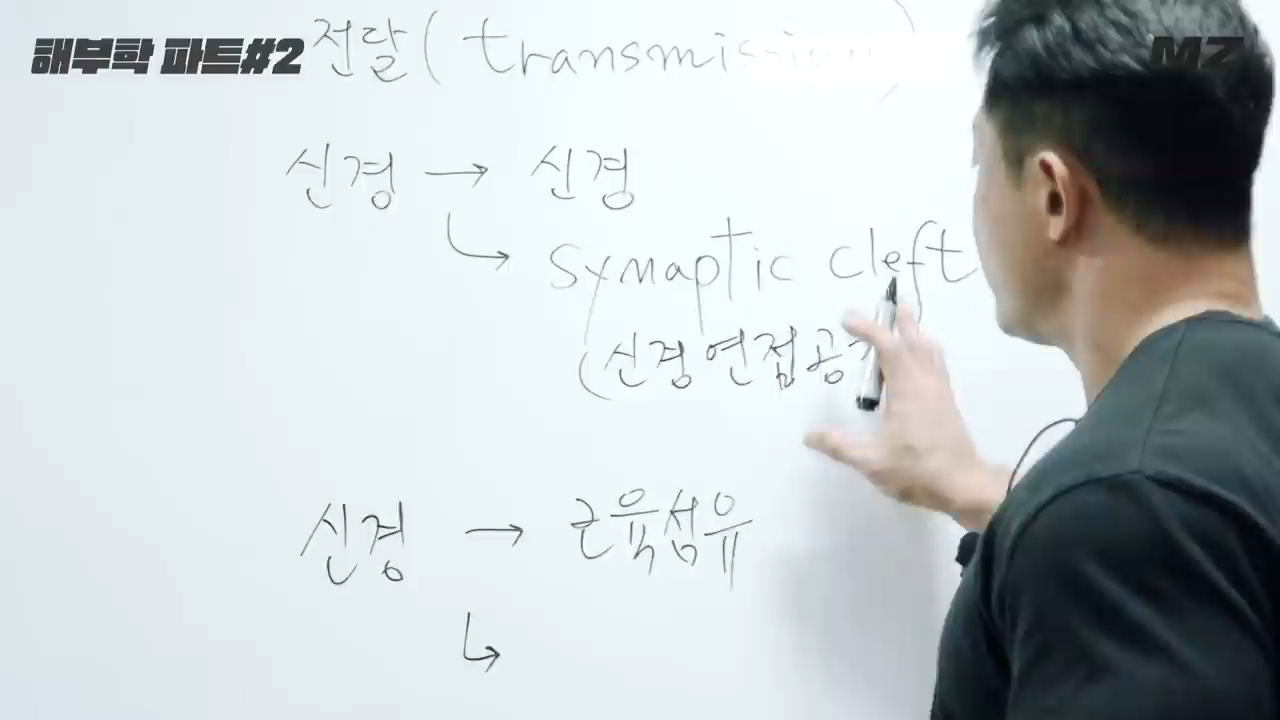 해부학 파트#2
MZ
전달(transmission)
신경 → 신경
↳ synaptic cleft
(신경연접공
신경 → 근육섬유
↳